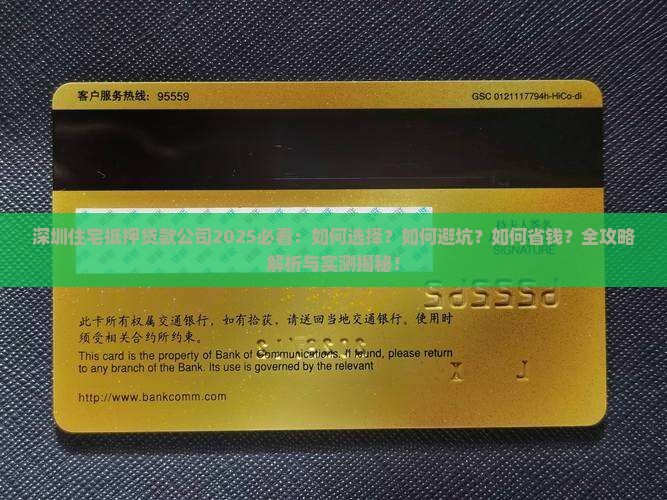 客户服务热线: 95559
GSC 0121117794h-HiCo-di
深圳住宅抵押贷款公司2025必看：如何选择？如何避坑？如何省钱？全攻略
解析与实测揭秘！
持卡人签名
SIGNATURE
此卡所有权属交通银行，如有拾获，请送回当地交通银行。使用时
须受相关合约所约束。
This card is the property of Bank of Communications. If found, please return
to any branch of the Bank. Its use is governed by the relevant
http://www.bankcomm.com